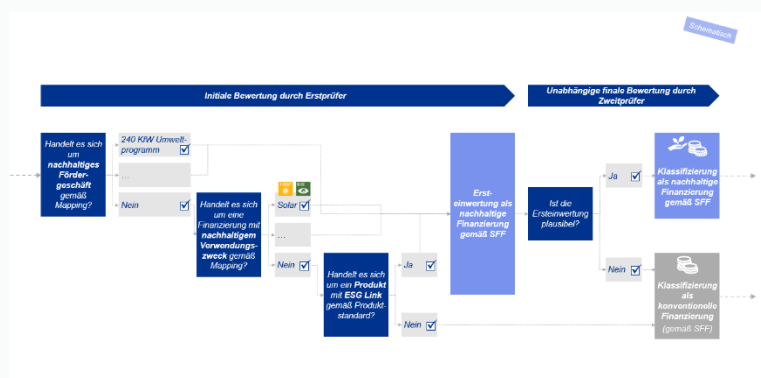 Schematisch
Initiale Bewertung durch Erstprüfer
Unabhängige finale Bewertung durch
Zweitprüfer
Handelt es sich
um
nachhaltiges
Förder-
geschäft
gemäß
Mapping?
240 KfW Umwelt-
programm
...
Nein
Handelt es sich
um eine
Finanzierung mit
nachhaltigem
Verwendungs-
zweck gemäß
Mapping?
Solar
...
Nein
Handelt es sich
um ein Produkt
mit ESG Link
gemäß Produkt-
standard?
Ja
Nein
Erst-
einwertung als
nachhaltige
Finanzierung
gemäß SFF
Ist die
Ersteinwertung
plausibel?
Ja
Nein
Klassifizierung
als nachhaltige
Finanzierung
gemäß SFF
Klassifizierung
als
konventionelle
Finanzierung
(gemäß SFF)